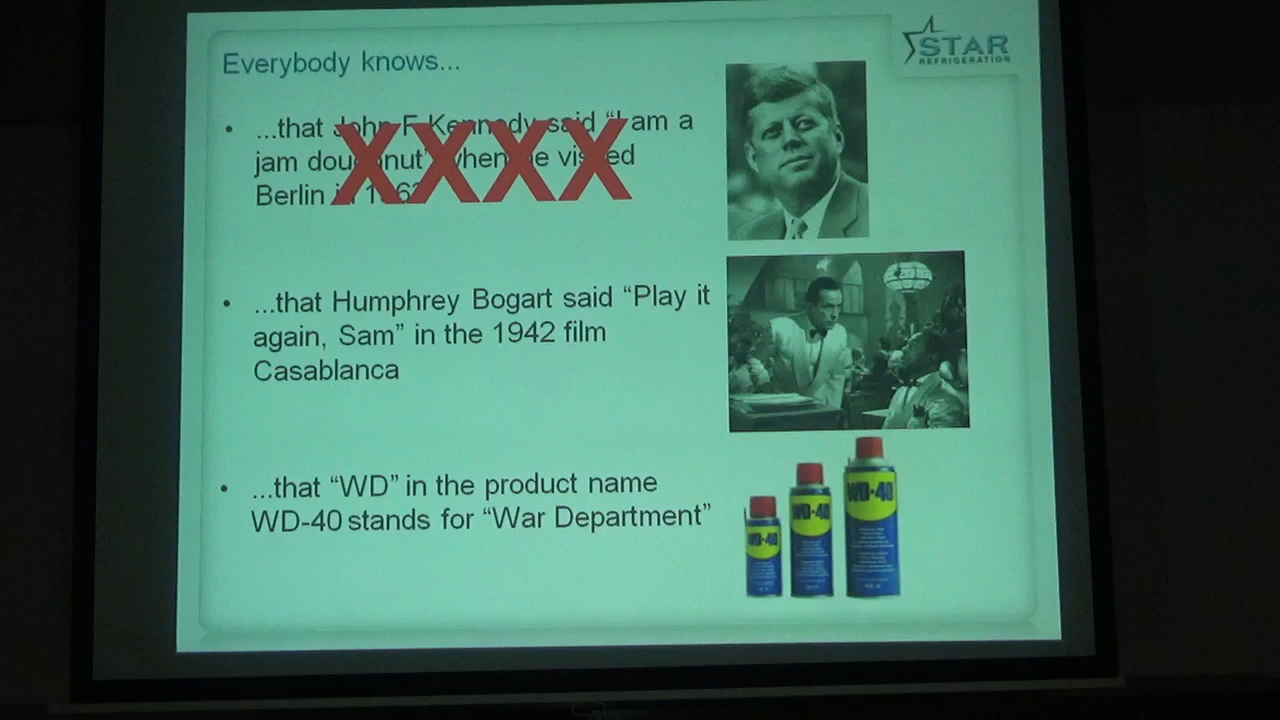 STAR
REFRIGERATION
Everybody knows...
• ...that John F Kennedy said “I am a
jam doughnut” when he visited
Berlin in 1963
XXXX
• ...that Humphrey Bogart said “Play it
again, Sam” in the 1942 film
Casablanca
• ...that “WD” in the product name
WD-40 stands for “War Department”
WD-40
WD-40
WD-40